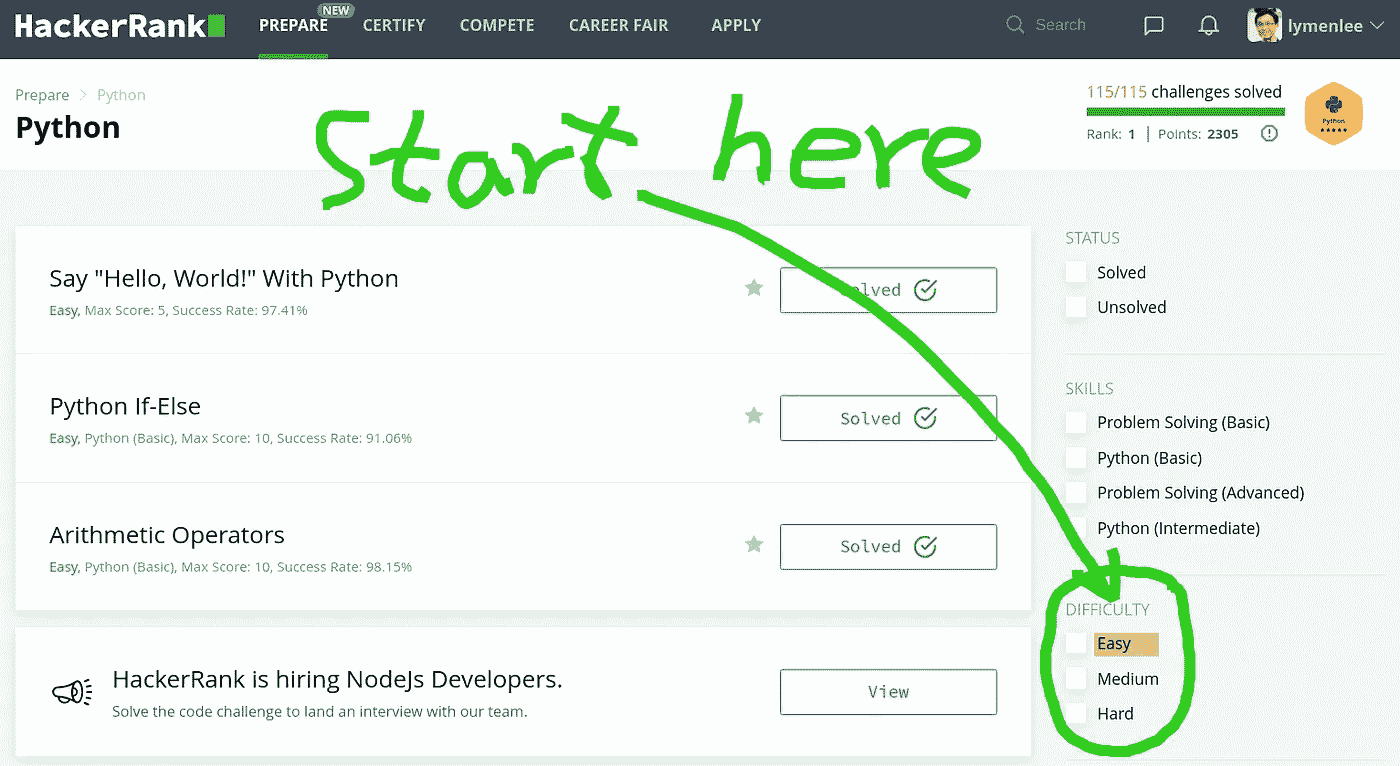 HackerRank
PREPARE
NEW
CERTIFY
COMPETE
CAREER FAIR
APPLY
Search
lymenlee
Prepare > Python
Python
115/115 challenges solved
Rank: 1 | Points: 2305
Python
Start here
Say "Hello, World!" With Python
Easy, Max Score: 5, Success Rate: 97.41%
Solved
Python If-Else
Easy, Python (Basic), Max Score: 10, Success Rate: 91.06%
Solved
Arithmetic Operators
Easy, Python (Basic), Max Score: 10, Success Rate: 98.15%
Solved
HackerRank is hiring NodeJs Developers.
Solve the code challenge to land an interview with our team.
View
STATUS
Solved
Unsolved
SKILLS
Problem Solving (Basic)
Python (Basic)
Problem Solving (Advanced)
Python (Intermediate)
DIFFICULTY
Easy
Medium
Hard